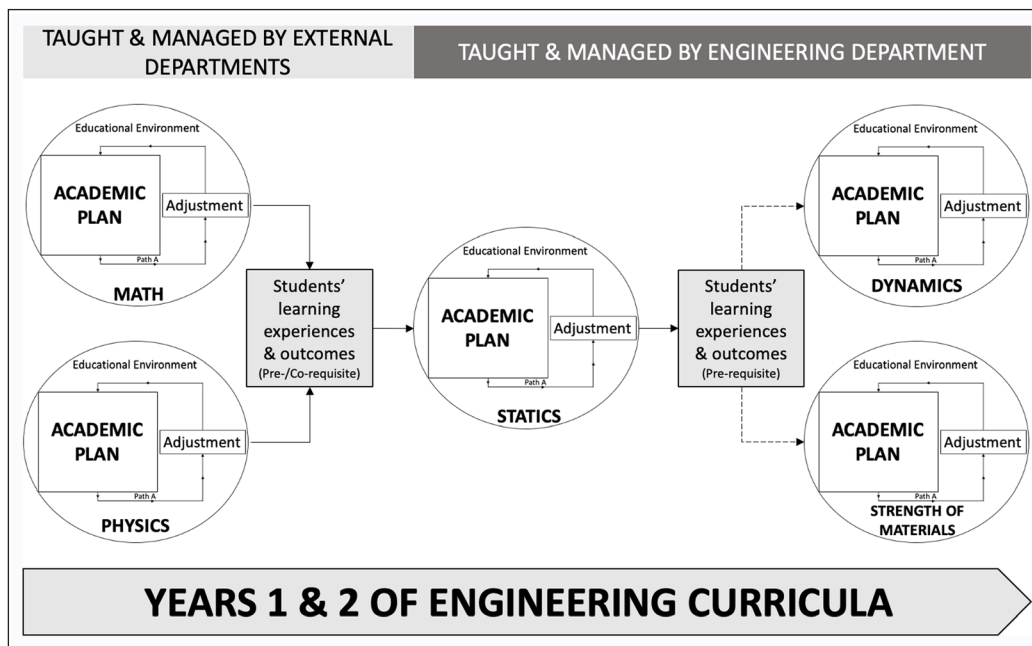 TAUGHT & MANAGED BY EXTERNAL
DEPARTMENTS
TAUGHT & MANAGED BY ENGINEERING DEPARTMENT
Educational Environment
ACADEMIC
PLAN
Adjustment
Path A
MATH
Educational Environment
ACADEMIC
PLAN
Adjustment
Path A
PHYSICS
Students’
learning
experiences
& outcomes
(Pre-/Co-requisite)
Educational Environment
ACADEMIC
PLAN
Adjustment
Path A
STATICS
Students’
learning
experiences
& outcomes
(Pre-requisite)
Educational Environment
ACADEMIC
PLAN
Adjustment
Path A
DYNAMICS
Educational Environment
ACADEMIC
PLAN
Adjustment
Path A
STRENGTH OF
MATERIALS
YEARS 1 & 2 OF ENGINEERING CURRICULA